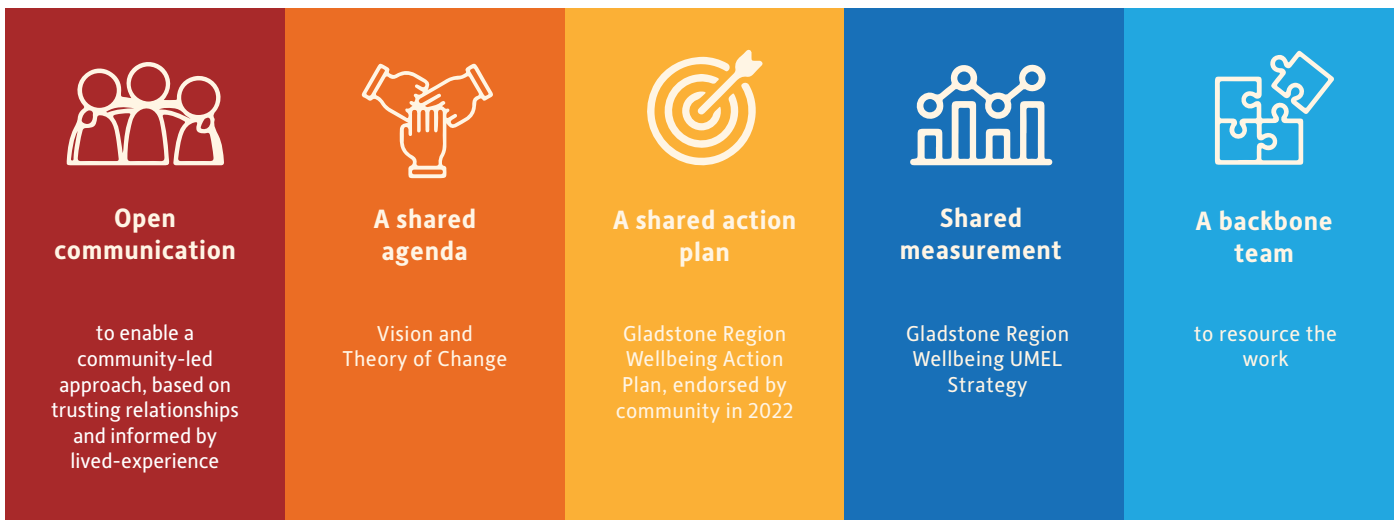 Open
communication
to enable a
community-led
approach, based on
trusting relationships
and informed by
lived-experience
A shared
agenda
Vision and
Theory of Change
A shared action
plan
Gladstone Region
Wellbeing Action
Plan, endorsed by
community in 2022
Shared
measurement
Gladstone Region
Wellbeing UMEL
Strategy
A backbone
team
to resource the
work